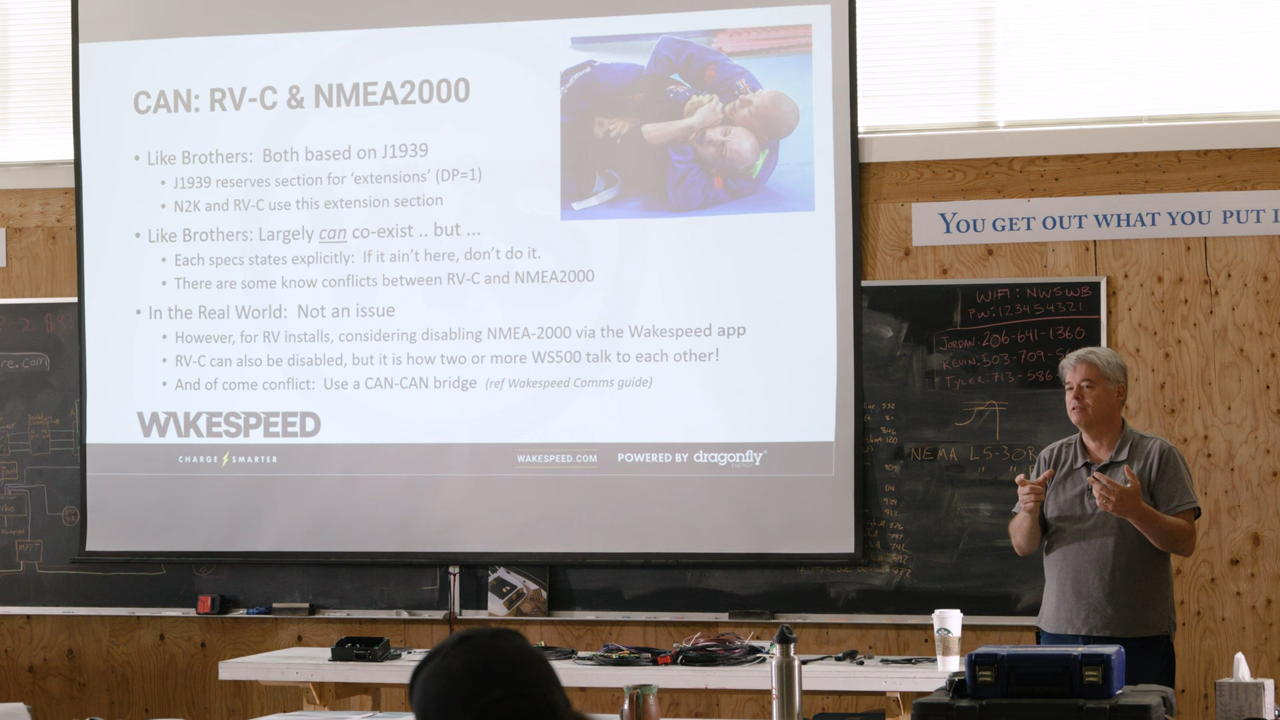 CAN: RV-C & NMEA2000
• Like Brothers: Both based on J1939
• J1939 reserves section for 'extensions' (DP=1)
• N2K and RV-C use this extension section
• Like Brothers: Largely can co-exist .. but ...
• Each specs states explicitly: If it ain't here, don't do it.
• There are some know conflicts between RV-C and NMEA2000
• In the Real World: Not an issue
• However, for RV installs, considering disabling NMEA-2000 via the Wakespeed app
• RV-C can also be disabled, but it is how two or more WS500 talk to each other!
• And of come conflict: Use a CAN-CAN bridge (ref Wakespeed Comms guide)
WAKESPEED
CHARGE SMARTER
WAKESPEED.COM
POWERED BY dragonfly
ENERGY
YOU GET OUT WHAT YOU PUT
WIFI: NWSWB
PW: 123454321
JORDAN: 206-641-1360
KEVIN: 503-709-
TYLER: 713-586
NEMA L5-30R
re.com
MPPT